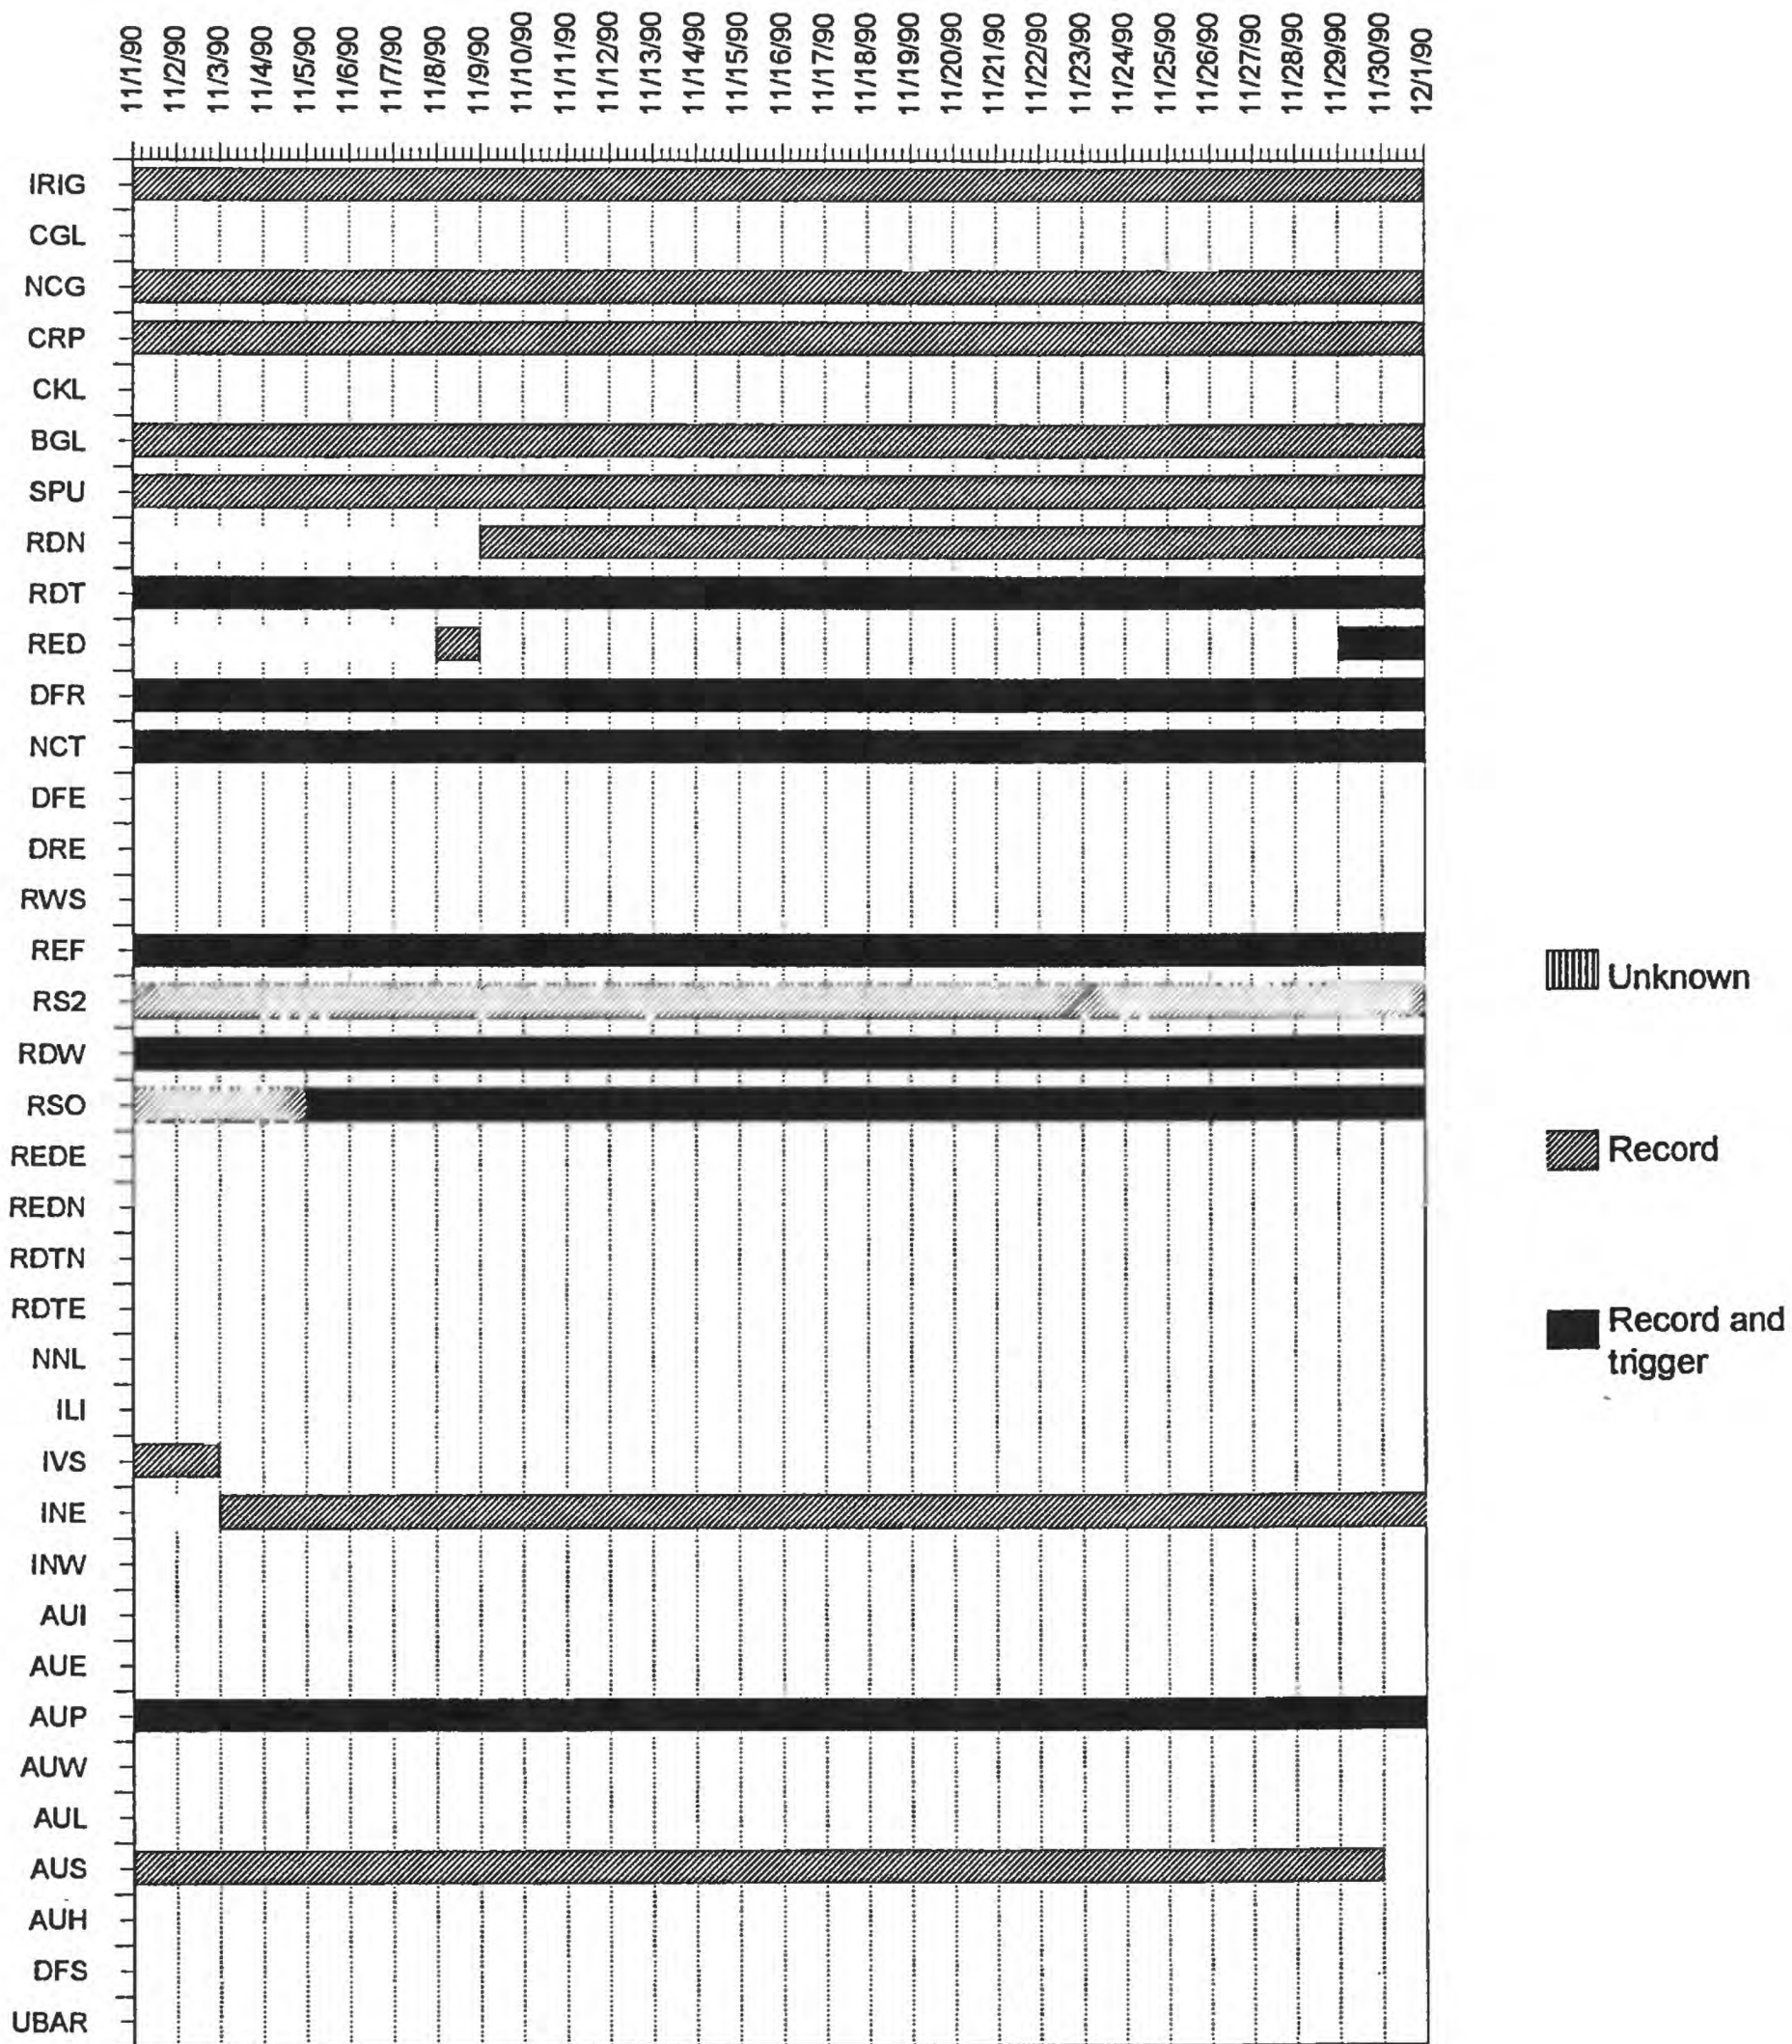 11/1/90
11/2/90
11/3/90
11/4/90
11/5/90
11/6/90
11/7/90
11/8/90
11/9/90
11/10/90
11/11/90
11/12/90
11/13/90
11/14/90
11/15/90
11/16/90
11/17/90
11/18/90
11/19/90
11/20/90
11/21/90
11/22/90
11/23/90
11/24/90
11/25/90
11/26/90
11/27/90
11/28/90
11/29/90
11/30/90
12/1/90
IRIG
CGL
NCG
CRP
CKL
BGL
SPU
RDN
RDT
RED
DFR
NCT
DFE
DRE
RWS
REF
RS2
RDW
RSO
REDE
REDN
RDTN
RDTE
NNL
ILI
IVS
INE
INW
AUI
AUE
AUP
AUW
AUL
AUS
AUH
DFS
UBAR
Unknown
Record
Record and
trigger